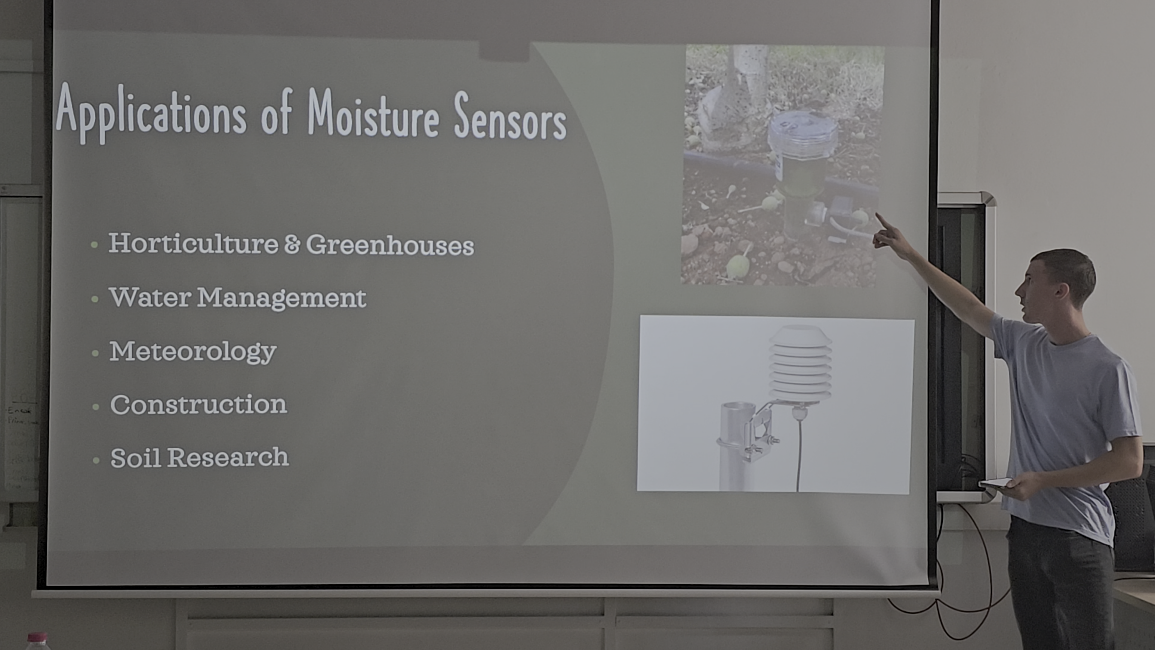 Applications of Moisture Sensors
• Horticulture & Greenhouses
• Water Management
• Meteorology
• Construction
• Soil Research